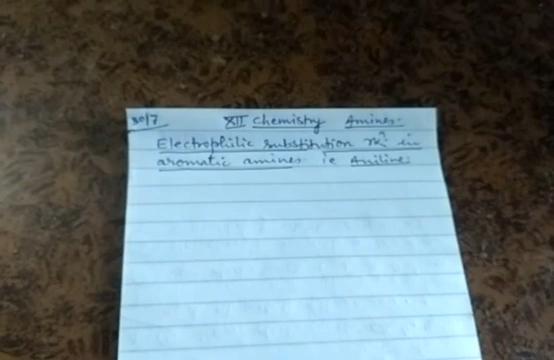 30/7 XII Chemistry Amines.
Electrophilic substitution rxn in
aromatic amines ie Aniline: